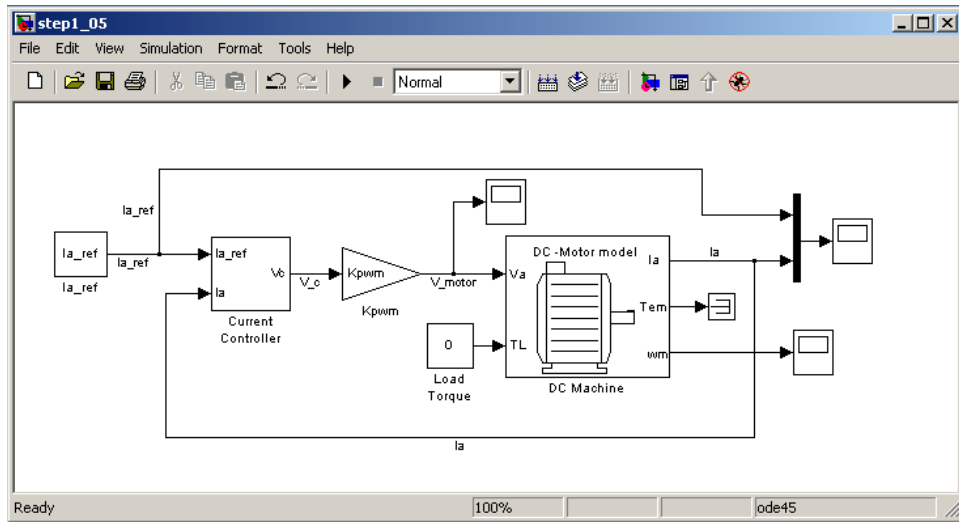 step1_05
File Edit View Simulation Format Tools Help
Normal
Ia_ref
Ia_ref
Ia_ref
Ia_ref
Ia_ref
Ia
Vc
Current
Controller
V_c
Kpwm
Kpwm
V_motor
0
Load
Torque
DC -Motor model
Va
TL
Ia
Tem
wm
DC Machine
Ia
Ia
Ready 100% ode45